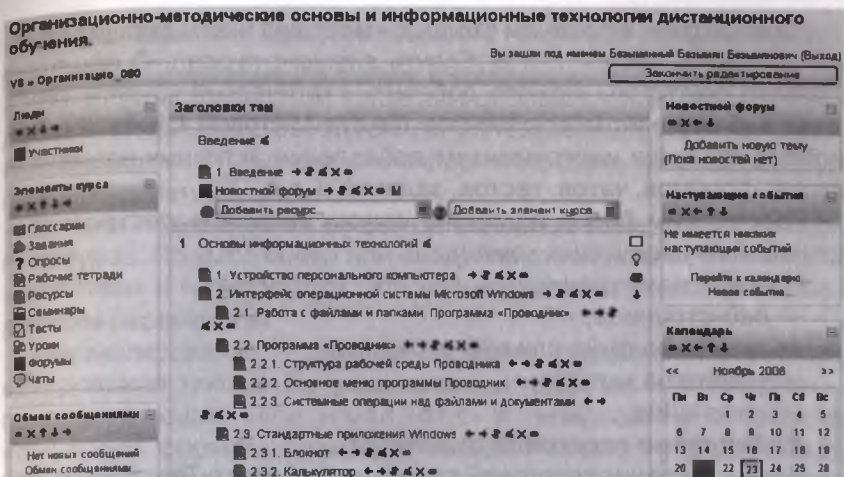 Организационно-методические основы и информационные технологии дистанционного
обучения.
Вы зашли под именем Безымянный Безымян Безымянович (Выход)
VS » Организацио_080
Закончить редактирование
Люди
Участники
Элементы курса
Глоссарии
Задания
Опросы
Рабочие тетради
Ресурсы
Семинары
Тесты
Уроки
Форумы
Чаты
Обмен сообщениями
Нет новых сообщений
Обмен сообщениями...
Заголовки тем
Введение
1. Введение
Новостной форум
Добавить ресурс...
Добавить элемент курса...
1 Основы информационных технологий
1. Устройство персонального компьютера
2. Интерфейс операционной системы Microsoft Windows
2.1. Работа с файлами и папками. Программа «Проводник»
2.2. Программа «Проводник»
2.2.1. Структура рабочей среды Проводника
2.2.2. Основное меню программы Проводник
2.2.3. Системные операции над файлами и документами
2.3. Стандартные приложения Windows
2.3.1. Блокнот
2.3.2. Калькулятор
Новостной форум
Добавить новую тему
(Пока новостей нет)
Наступающие события
Не имеется никаких
наступающих событий
Перейти к календарю
Новое событие...
Календарь
<< Ноябрь 2006 >>
Пн Вт Ср Чт Пт Сб Вс
1 2 3 4 5
6 7 8 9 10 11 12
13 14 15 16 17 18 19
20 22 23 24 25 26